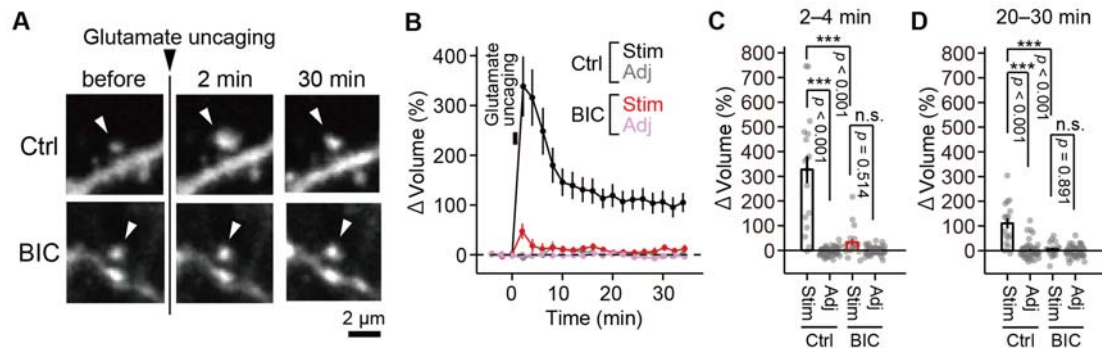 A
Glutamate uncaging
before
2 min
30 min
Ctrl
BIC
2 µm
B
Δ Volume (%)
400
300
200
100
0
Glutamate
uncaging
Ctrl
Stim
Adj
BIC
Stim
Adj
0
10
20
30
Time (min)
C
2–4 min
Δ Volume (%)
800
700
600
500
400
300
200
100
0
***
p < 0.001
***
p < 0.001
n.s.
p = 0.514
Stim
Adj
Stim
Adj
Ctrl
BIC
D
20–30 min
Δ Volume (%)
800
700
600
500
400
300
200
100
0
***
p < 0.001
***
p < 0.001
n.s.
p = 0.891
Stim
Adj
Stim
Adj
Ctrl
BIC